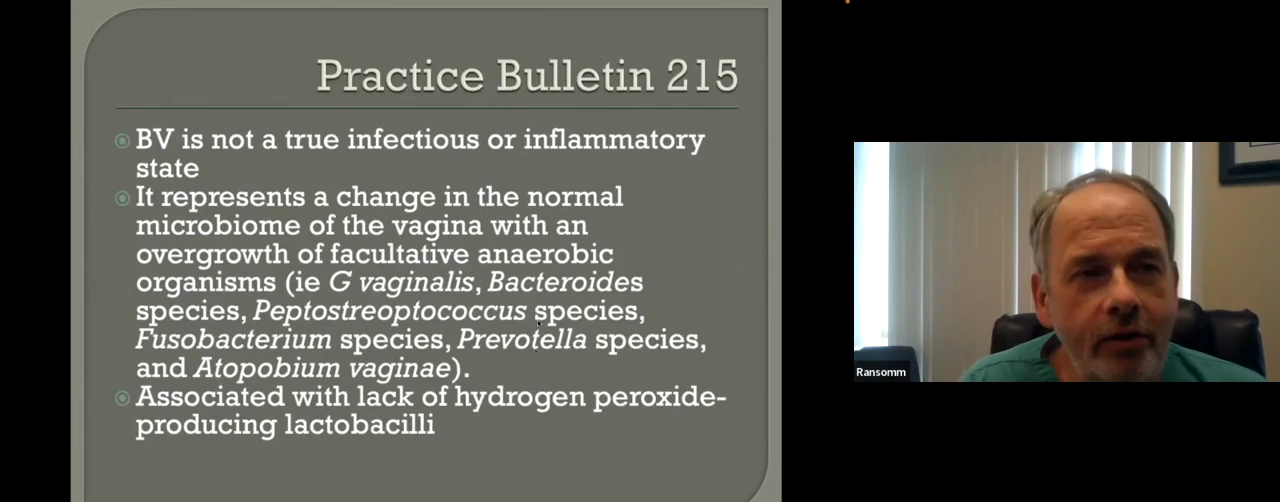 Practice Bulletin 215
BV is not a true infectious or inflammatory
state
It represents a change in the normal
microbiome of the vagina with an
overgrowth of facultative anaerobic
organisms (ie G vaginalis, Bacteroides
species, Peptostreoptococcus species,
Fusobacterium species, Prevotella species,
and Atopobium vaginae).
Associated with lack of hydrogen peroxide-
producing lactobacilli
Ransomm